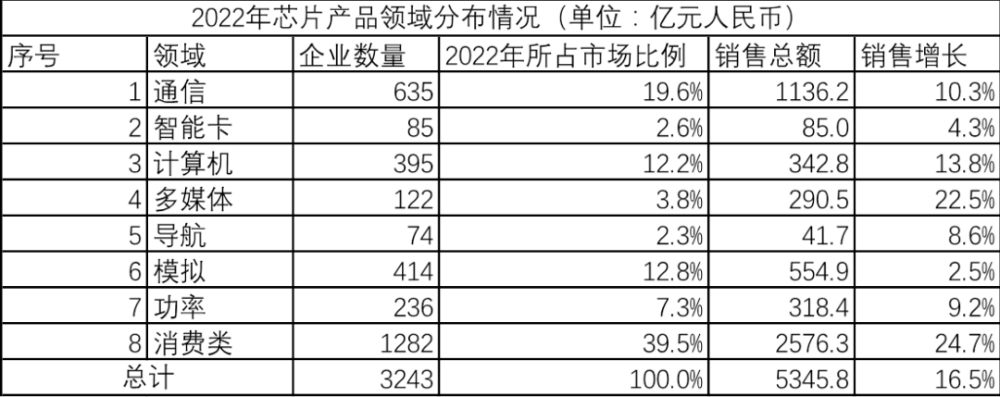 2022年芯片产品领域分布情况（单位：亿元人民币）
序号 领域 企业数量 2022年所占市场比例 销售总额 销售增长
1 通信 635 19.6% 1136.2 10.3%
2 智能卡 85 2.6% 85.0 4.3%
3 计算机 395 12.2% 342.8 13.8%
4 多媒体 122 3.8% 290.5 22.5%
5 导航 74 2.3% 41.7 8.6%
6 模拟 414 12.8% 554.9 2.5%
7 功率 236 7.3% 318.4 9.2%
8 消费类 1282 39.5% 2576.3 24.7%
总计 3243 100.0% 5345.8 16.5%